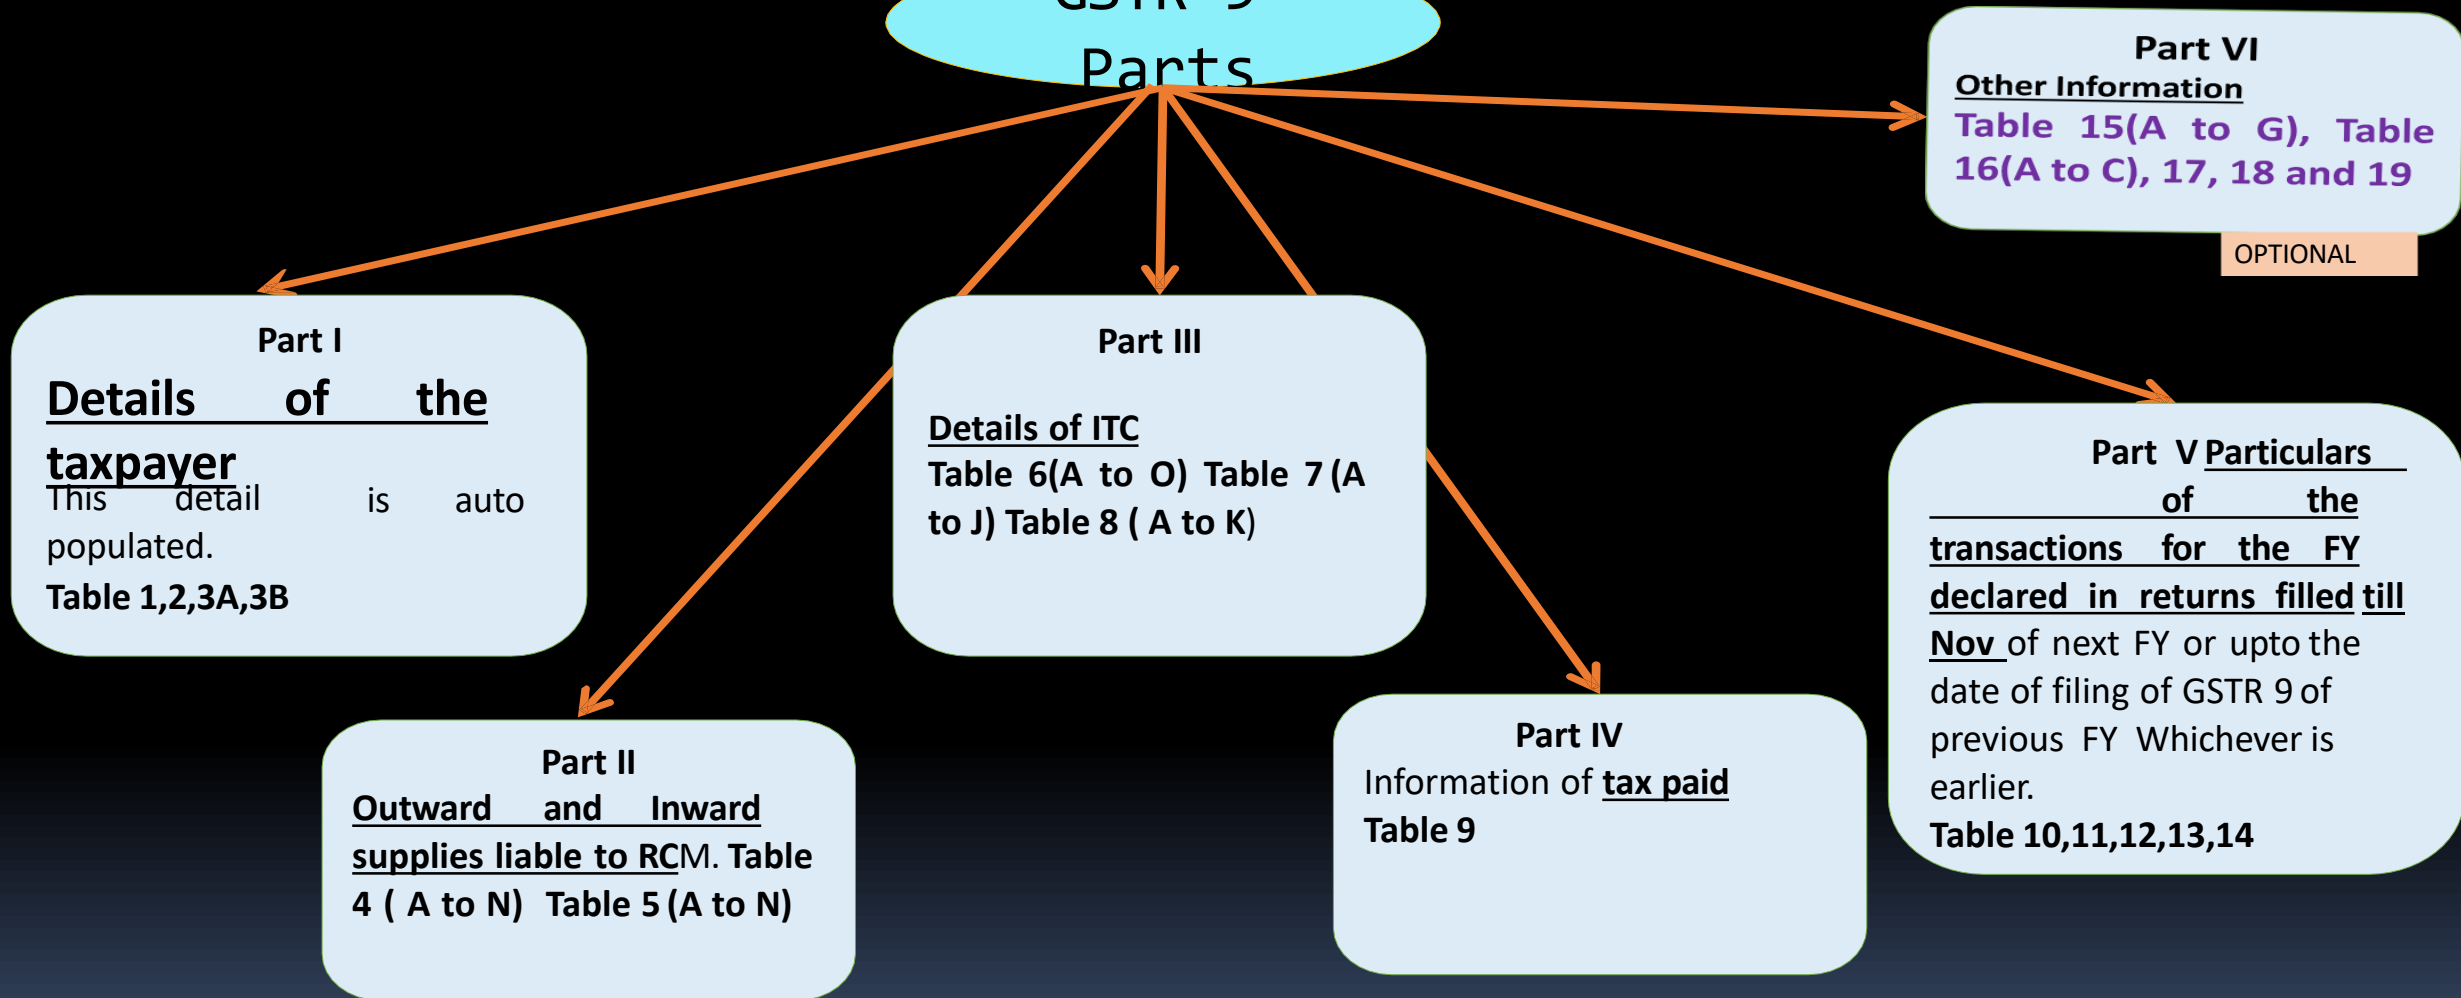 GSTR 9
Parts
Part VI
Other Information
Table 15(A to G), Table
16(A to C), 17, 18 and 19
OPTIONAL
Part I
Details of the
taxpayer
This detail is auto
populated.
Table 1,2,3A,3B
Part II
Outward and Inward
supplies liable to RCM. Table
4 ( A to N) Table 5 (A to N)
Part III
Details of ITC
Table 6(A to O) Table 7 (A
to J) Table 8 ( A to K)
Part IV
Information of tax paid
Table 9
Part V Particulars
of the
transactions for the FY
declared in returns filled till
Nov of next FY or upto the
date of filing of GSTR 9 of
previous FY Whichever is
earlier.
Table 10,11,12,13,14